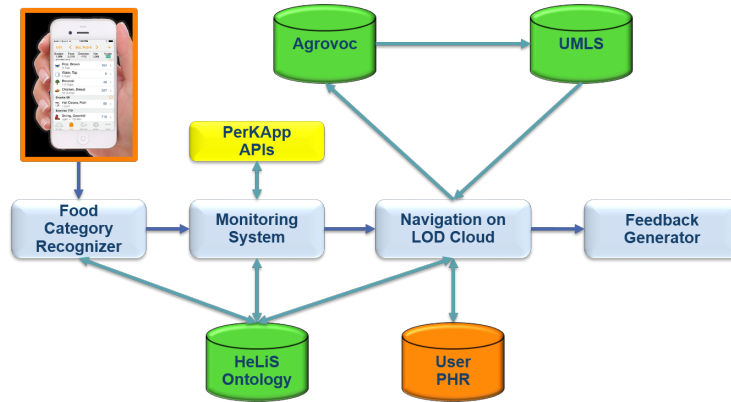 Agrovoc
UMLS
PerKApp
APIs
Food
Category
Recognizer
Monitoring
System
Navigation on
LOD Cloud
Feedback
Generator
HeLiS
Ontology
User
PHR